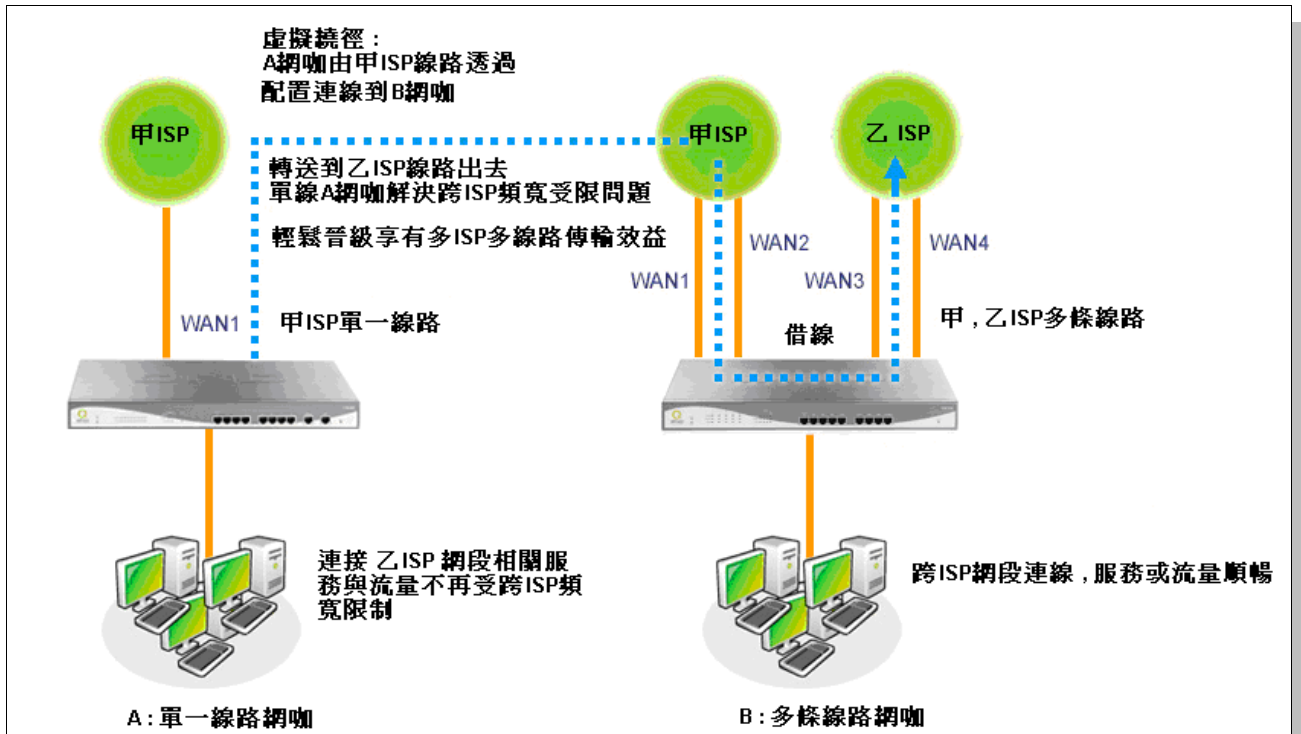 虛擬繞徑 :
A網咖由甲ISP線路透過
配置連線到B網咖
甲ISP
甲ISP
乙 ISP
轉送到乙ISP線路出去
單線A網咖解決跨ISP頻寬受限問題
輕鬆晉級享有多ISP多線路傳輸效益
WAN2
WAN4
WAN1
WAN3
WAN1
甲ISP單一線路
借線
甲 , 乙ISP多條線路
連接 乙ISP 網段相關服
務與流量不再受跨ISP頻
寬限制
跨ISP網段連線 , 服務或流量順暢
A : 單一線路網咖
B : 多條線路網咖